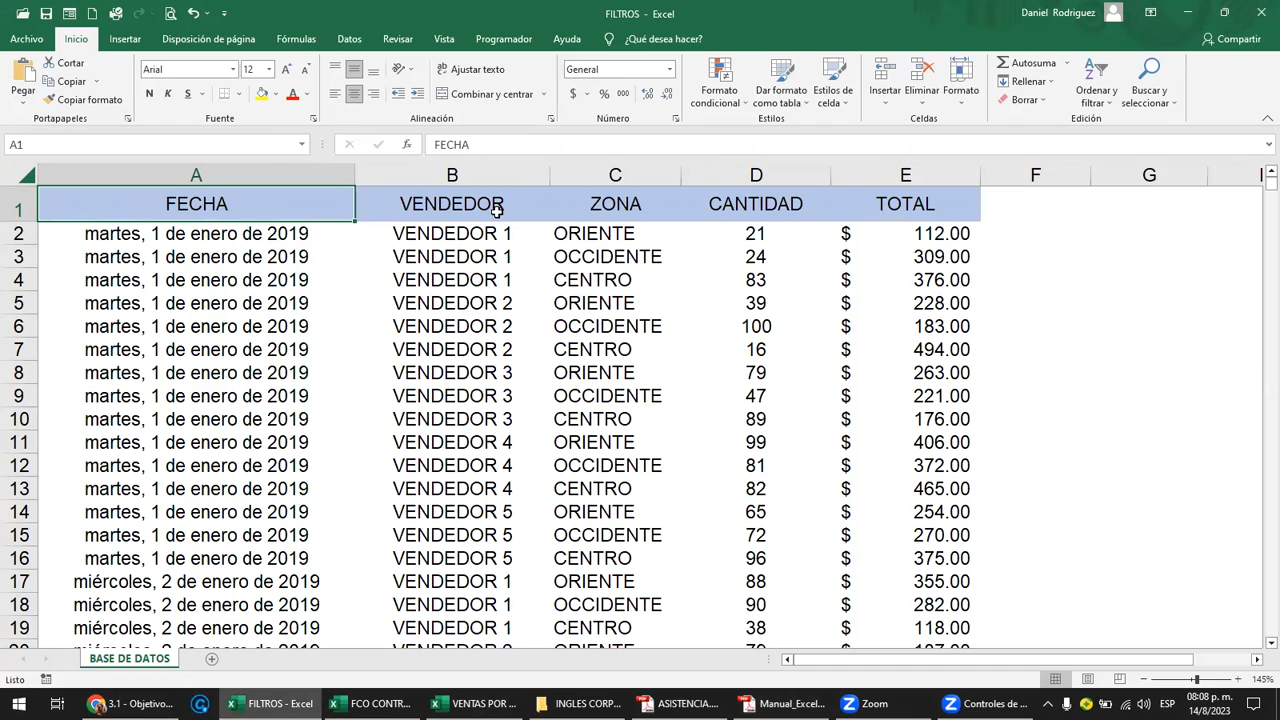 FILTROS - Excel
Daniel Rodriguez
Archivo Inicio Insertar Disposición de página Fórmulas Datos Revisar Vista Programador Ayuda ¿Qué desea hacer? Compartir
Pegar
Cortar
Copiar
Copiar formato
Portapapeles
Arial 12
N K S
Fuente
Ajustar texto
Combinar y centrar
Alineación
General
$ % 000
Número
Formato condicional
Dar formato como tabla
Estilos de celda
Estilos
Insertar Eliminar Formato
Celdas
Autosuma
Rellenar
Borrar
Ordenar y filtrar
Buscar y seleccionar
Edición
A1 fx FECHA
A B C D E F G
1 FECHA VENDEDOR ZONA CANTIDAD TOTAL
2 martes, 1 de enero de 2019 VENDEDOR 1 ORIENTE 21 $ 112.00
3 martes, 1 de enero de 2019 VENDEDOR 1 OCCIDENTE 24 $ 309.00
4 martes, 1 de enero de 2019 VENDEDOR 1 CENTRO 83 $ 376.00
5 martes, 1 de enero de 2019 VENDEDOR 2 ORIENTE 39 $ 228.00
6 martes, 1 de enero de 2019 VENDEDOR 2 OCCIDENTE 100 $ 183.00
7 martes, 1 de enero de 2019 VENDEDOR 2 CENTRO 16 $ 494.00
8 martes, 1 de enero de 2019 VENDEDOR 3 ORIENTE 79 $ 263.00
9 martes, 1 de enero de 2019 VENDEDOR 3 OCCIDENTE 47 $ 221.00
10 martes, 1 de enero de 2019 VENDEDOR 3 CENTRO 89 $ 176.00
11 martes, 1 de enero de 2019 VENDEDOR 4 ORIENTE 99 $ 406.00
12 martes, 1 de enero de 2019 VENDEDOR 4 OCCIDENTE 81 $ 372.00
13 martes, 1 de enero de 2019 VENDEDOR 4 CENTRO 82 $ 465.00
14 martes, 1 de enero de 2019 VENDEDOR 5 ORIENTE 65 $ 254.00
15 martes, 1 de enero de 2019 VENDEDOR 5 OCCIDENTE 72 $ 270.00
16 martes, 1 de enero de 2019 VENDEDOR 5 CENTRO 96 $ 375.00
17 miércoles, 2 de enero de 2019 VENDEDOR 1 ORIENTE 88 $ 355.00
18 miércoles, 2 de enero de 2019 VENDEDOR 1 OCCIDENTE 90 $ 282.00
19 miércoles, 2 de enero de 2019 VENDEDOR 1 CENTRO 38 $ 118.00
20
BASE DE DATOS
Listo 145%
3.1 - Objetivo... FILTROS - Excel FCO CONTR... VENTAS POR ... INGLES CORP... ASISTENCIA.... Manual_Exce... Zoom Controles de ... ESP 08:08 p. m.
14/8/2023